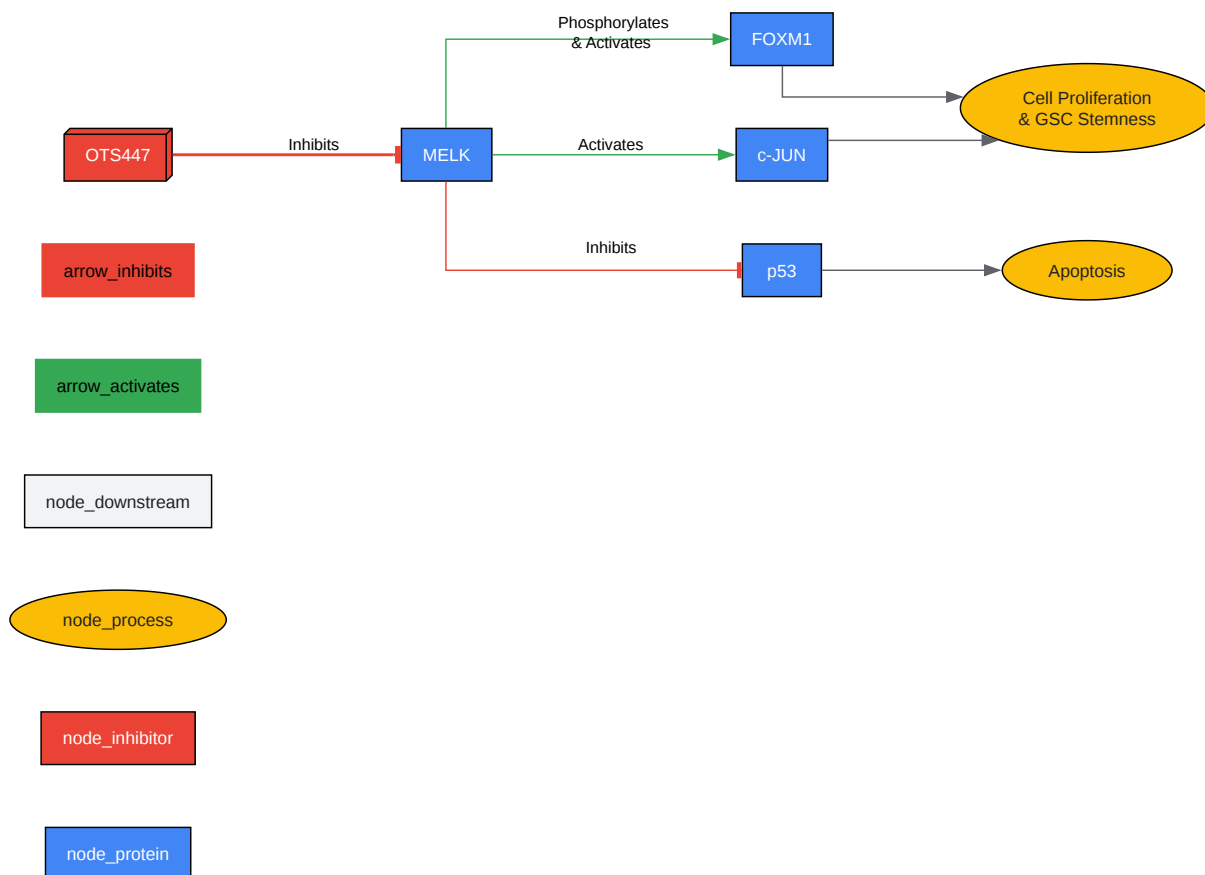 Phosphorylates
& Activates
FOXM1
Cell Proliferation
& GSC Stemness
OTS447
Inhibits
MELK
Activates
c-JUN
Inhibits
p53
Apoptosis
arrow_inhibits
arrow_activates
node_downstream
node_process
node_inhibitor
node_protein